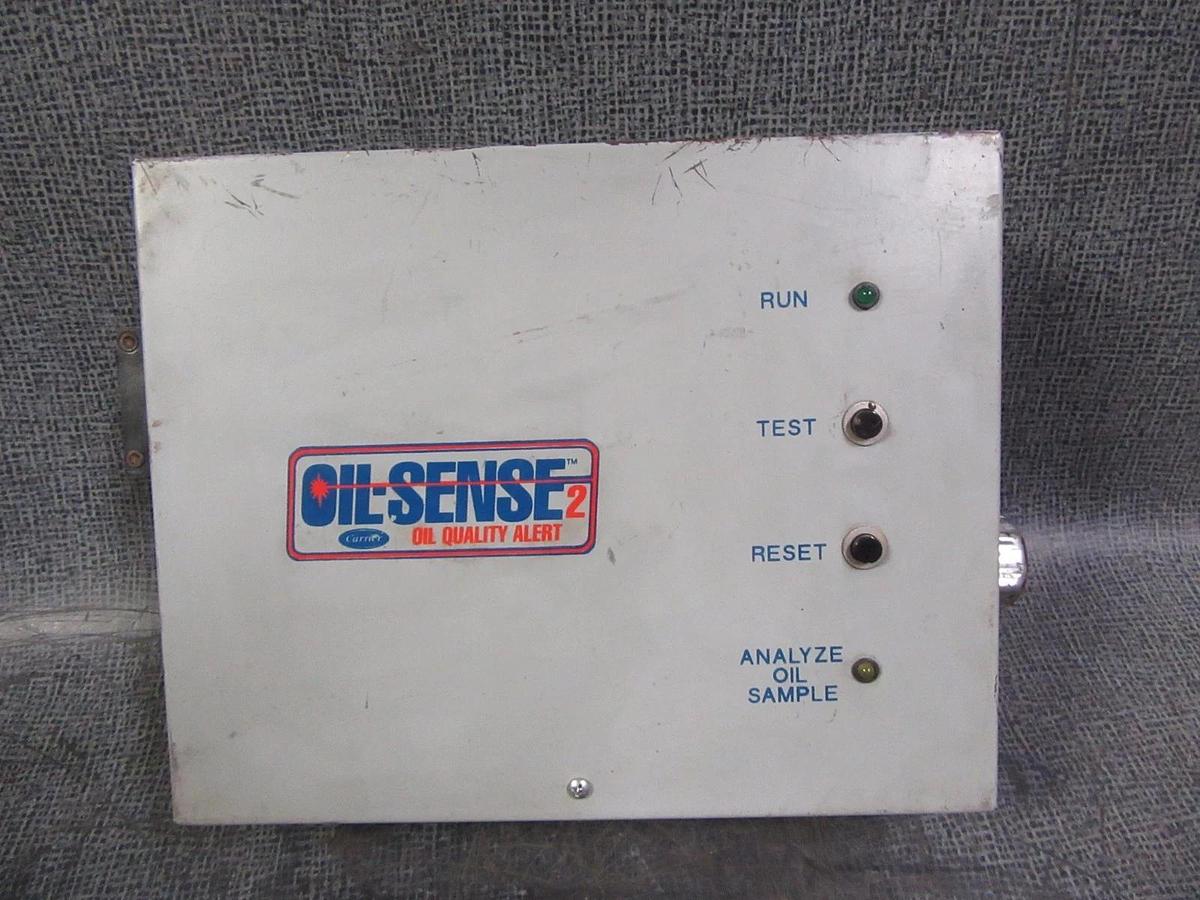 RUN
TEST
OIL-SENSE™ 2
Carrier OIL QUALITY ALERT
RESET
ANALYZE
OIL
SAMPLE